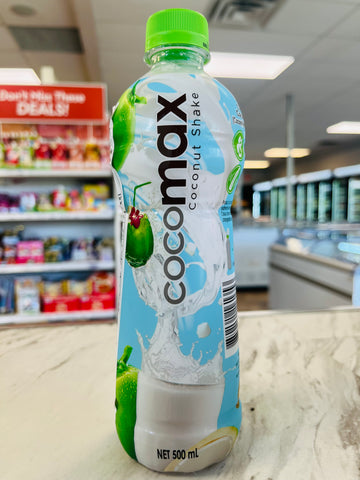 Don't Miss These
DEALS!
cocomax
Coconut Shake
NET 500 mL